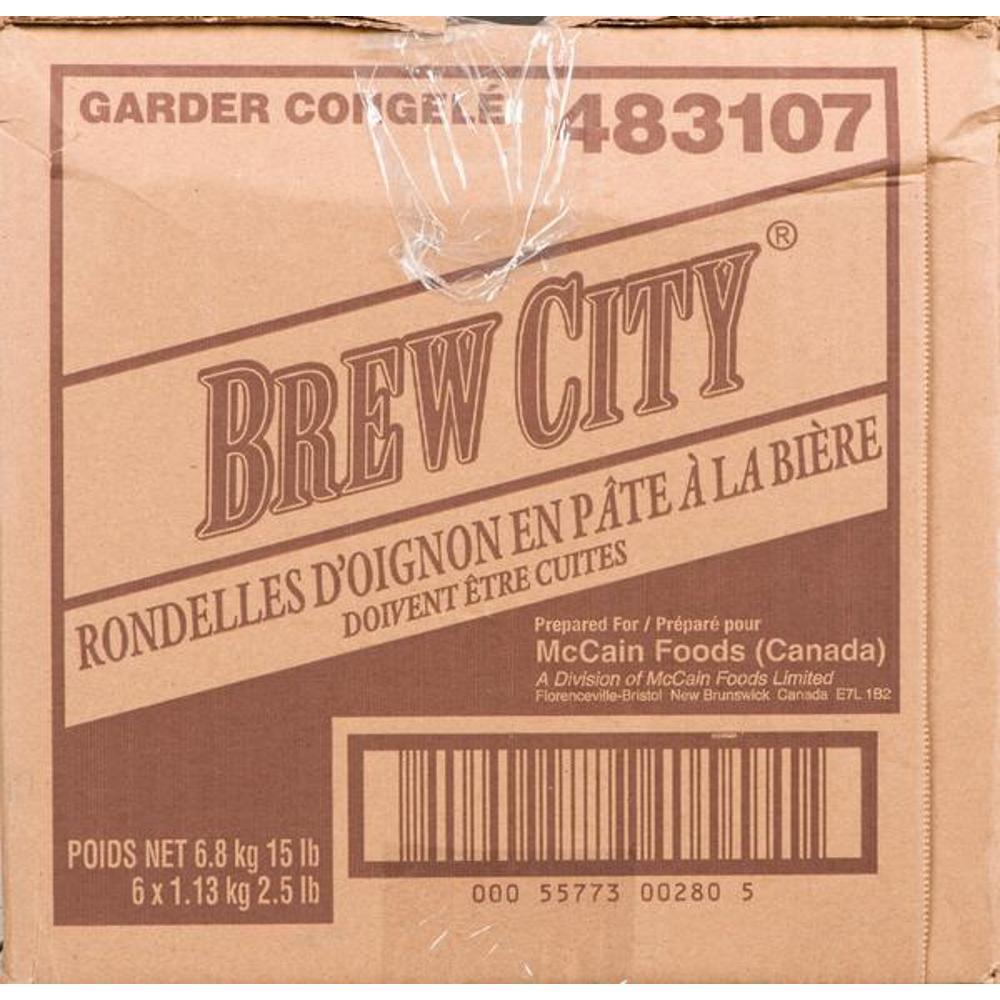 GARDER CONGELÉ 483107
BREW CITY®
RONDELLES D'OIGNON EN PÂTE À LA BIÈRE
DOIVENT ÊTRE CUITES
Prepared For / Préparé pour
McCain Foods (Canada)
A Division of McCain Foods Limited
Florenceville-Bristol New Brunswick Canada E7L 1B2
POIDS NET 6.8 kg 15 lb
6 x 1.13 kg 2.5 lb
000 55773 00280 5